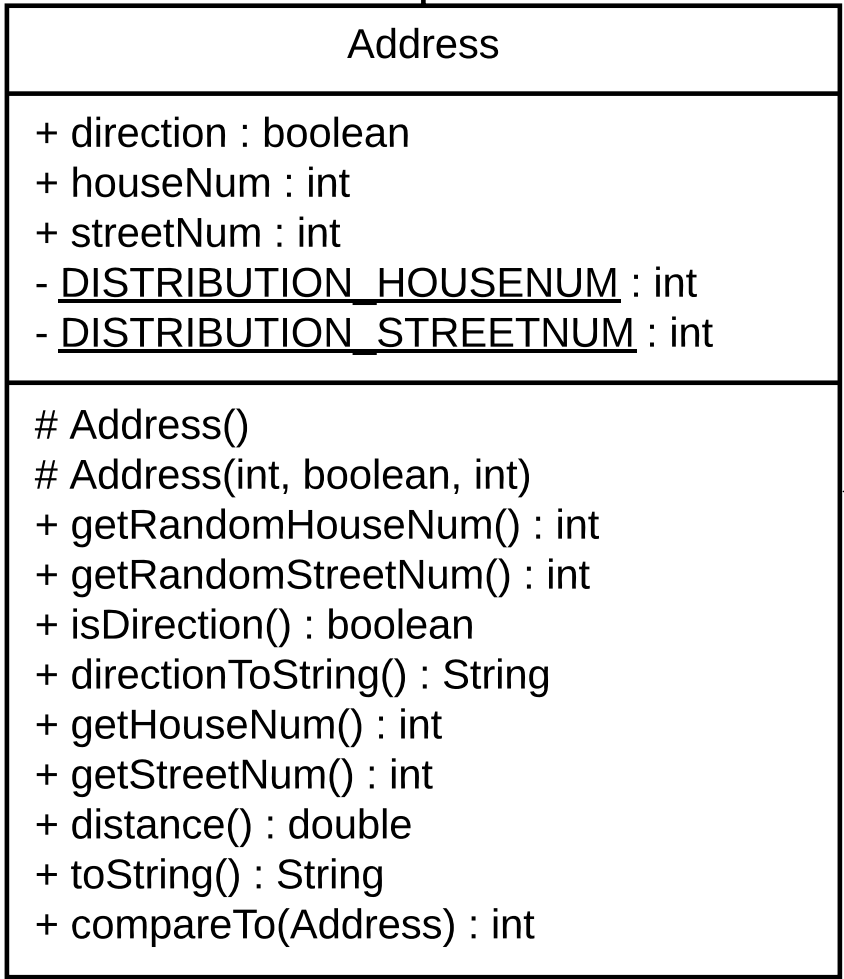 Address
+ direction : boolean
+ houseNum : int
+ streetNum : int
- DISTRIBUTION_HOUSENUM : int
- DISTRIBUTION_STREETNUM : int
# Address()
# Address(int, boolean, int)
+ getRandomHouseNum() : int
+ getRandomStreetNum() : int
+ isDirection() : boolean
+ directionToString() : String
+ getHouseNum() : int
+ getStreetNum() : int
+ distance() : double
+ toString() : String
+ compareTo(Address) : int